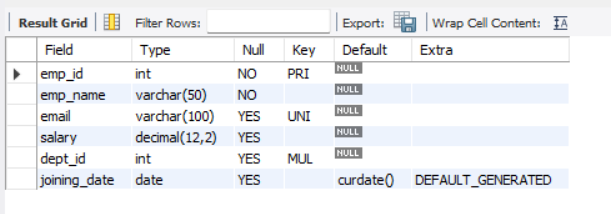 Result Grid Filter Rows: Export: Wrap Cell Content: IA
Field Type Null Key Default Extra
emp_id int NO PRI NULL
emp_name varchar(50) NO NULL
email varchar(100) YES UNI NULL
salary decimal(12,2) YES NULL
dept_id int YES MUL NULL
joining_date date YES curdate() DEFAULT_GENERATED